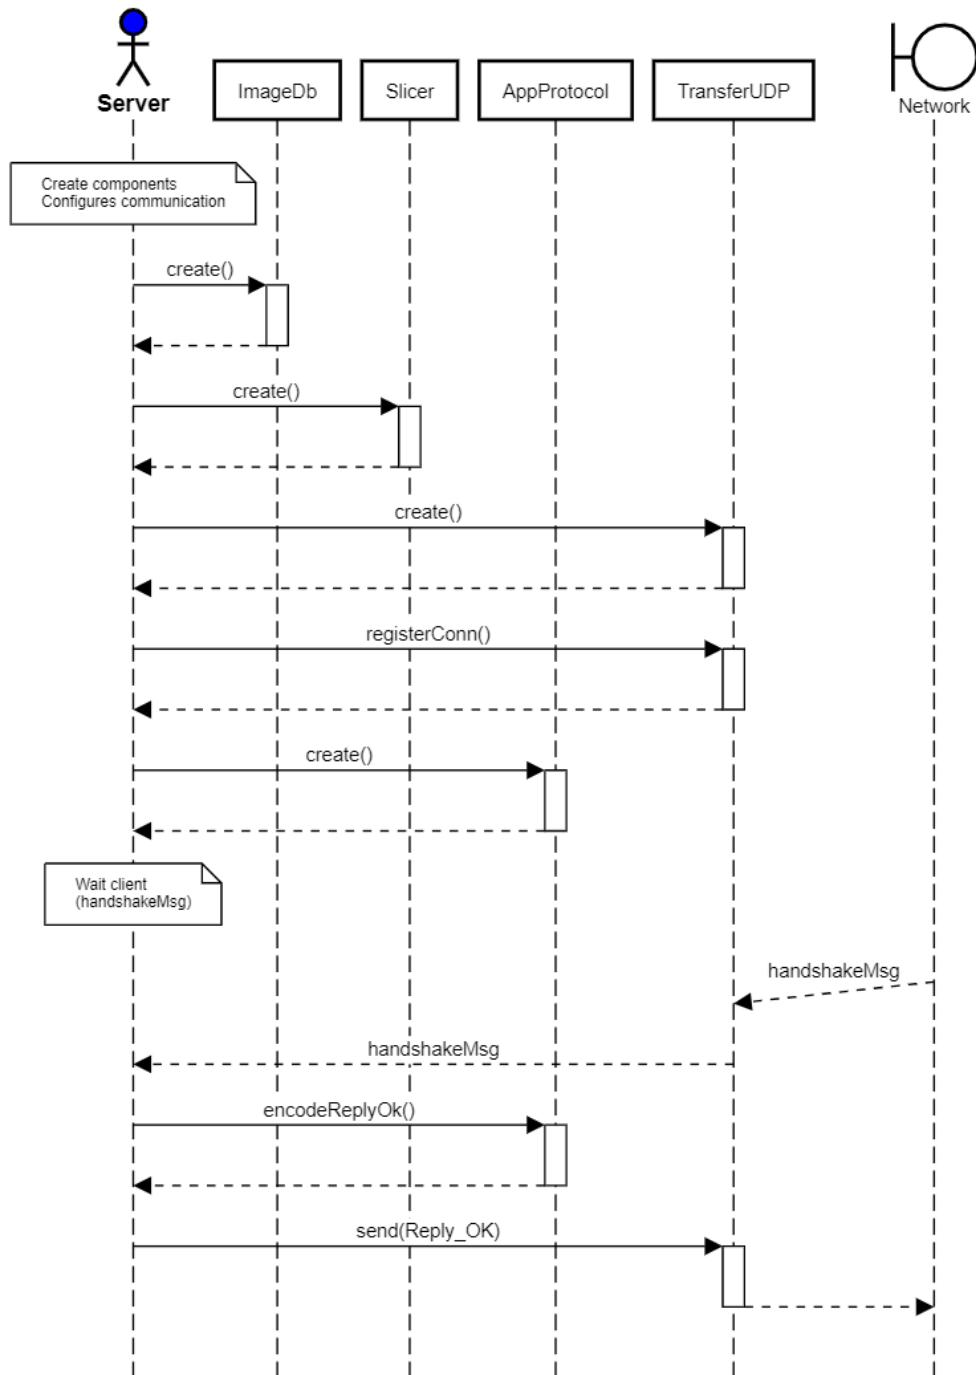 Server
ImageDb
Slicer
AppProtocol
TransferUDP
Network
Create components
Configures communication
create()
create()
create()
registerConn()
create()
Wait client
(handshakeMsg)
handshakeMsg
handshakeMsg
encodeReplyOk()
send(Reply_OK)